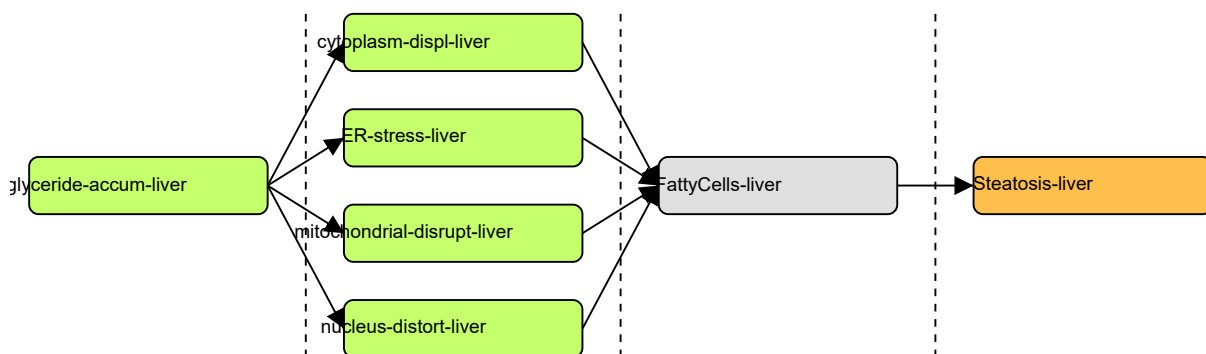 glyceride-accum-liver
cytoplasm-displ-liver
ER-stress-liver
mitochondrial-disrupt-liver
nucleus-distort-liver
FattyCells-liver
Steatosis-liver